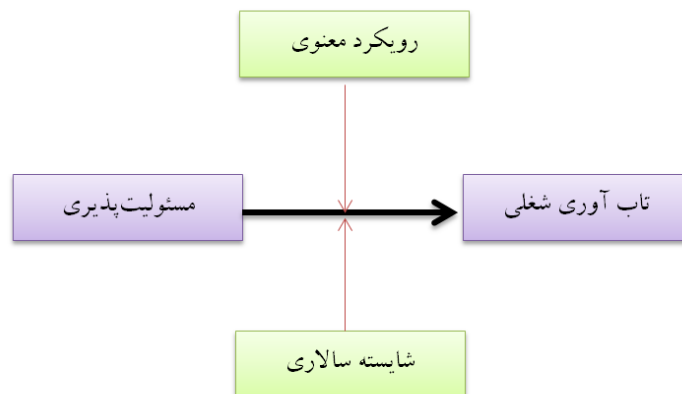 رویکرد معنوی
تاب آوری شغلی
مسئولیت‌پذیری
شایسته سالاری